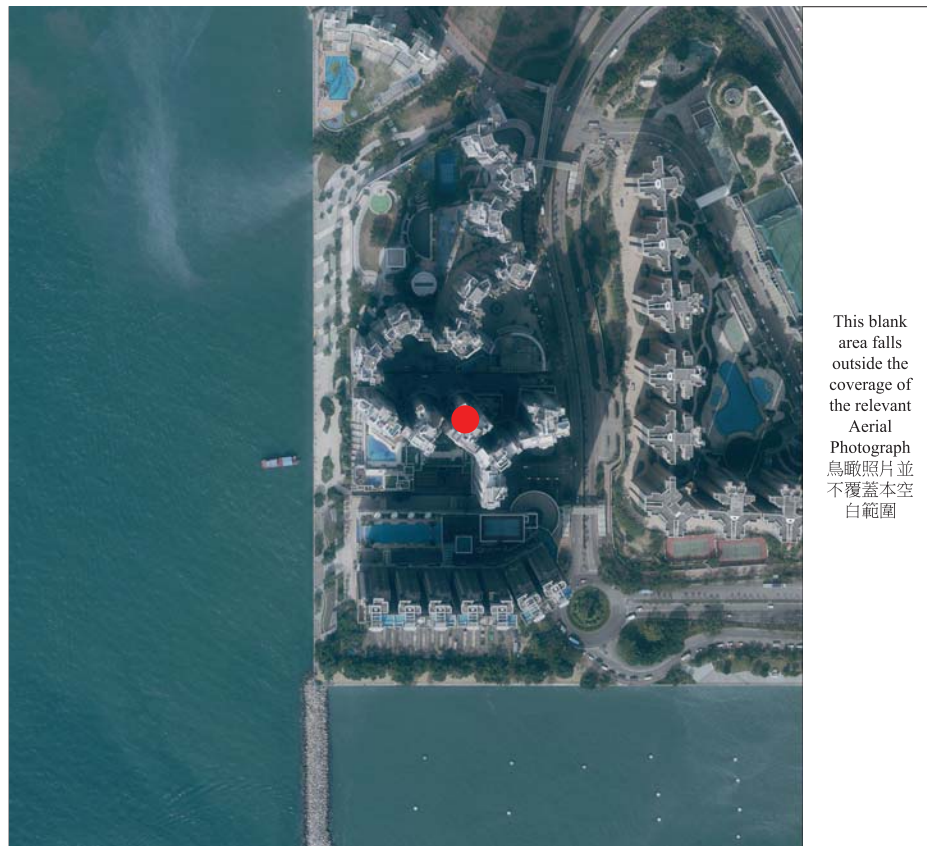 This blank
area falls
outside the
coverage of
the relevant
Aerial
Photograph
鳥瞰照片並
不覆蓋本空
白範圍